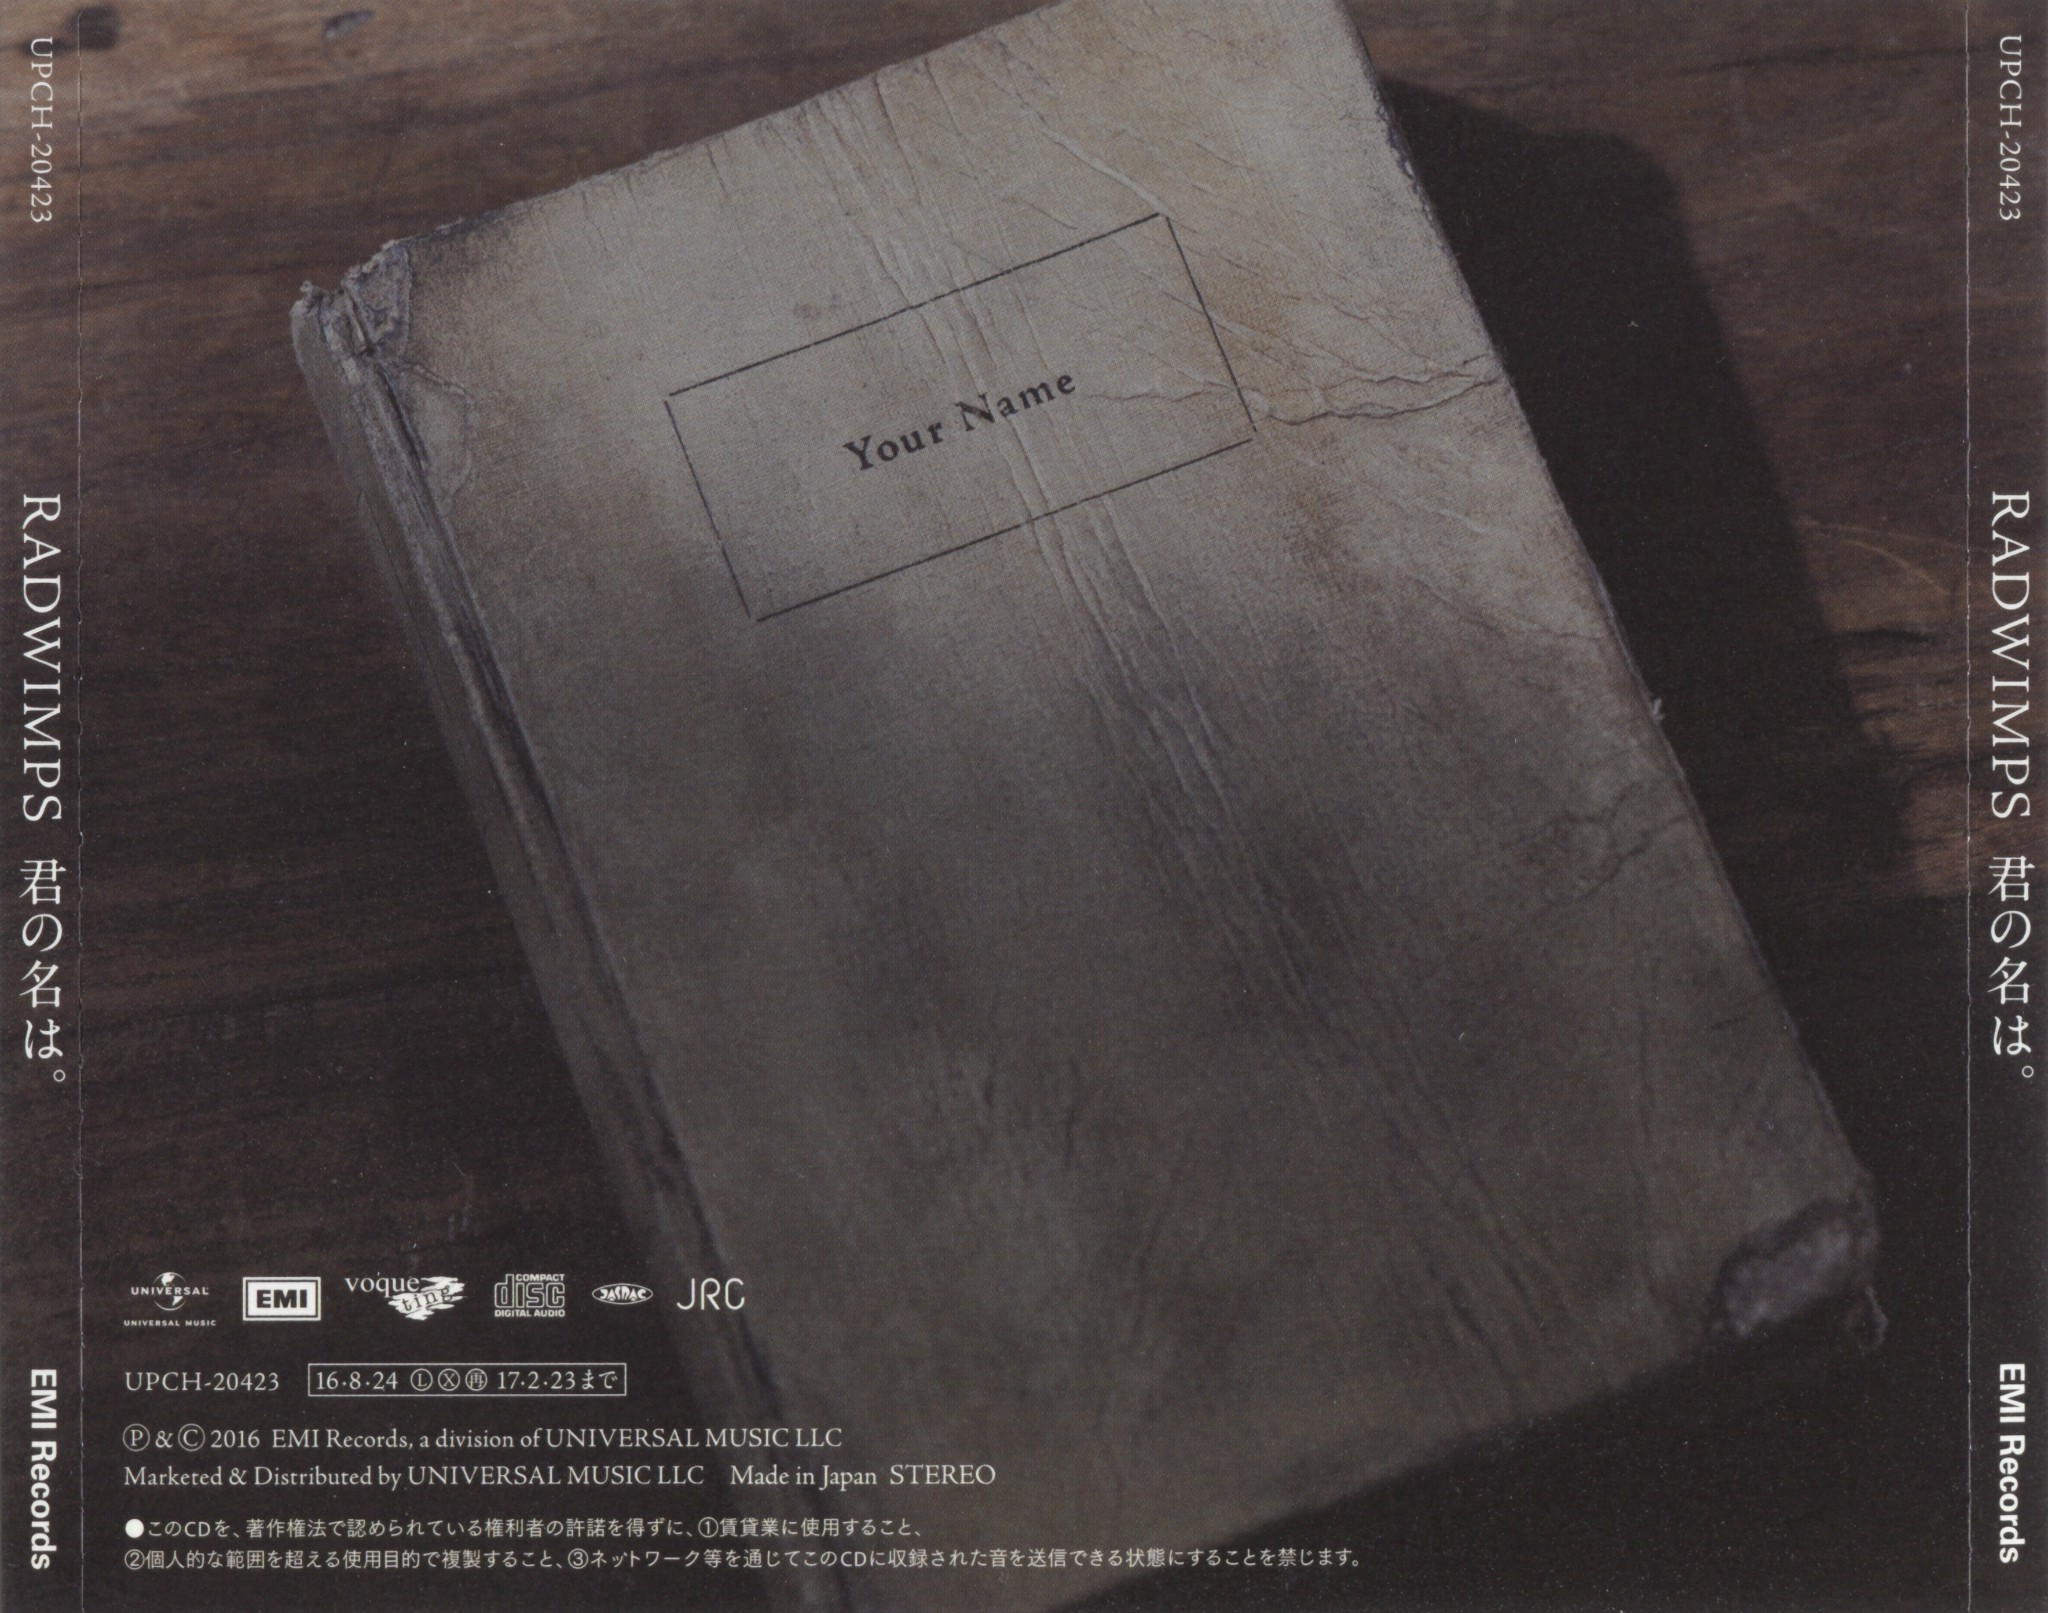 UPCH-20423
RADWIMPS 君の名は。
EMI Records
Your Name
UNIVERSAL
UNIVERSAL MUSIC
EMI
voque ting
COMPACT disc DIGITAL AUDIO
JASRAC
JRC
UPCH-20423 16・8・24 Ⓛ Ⓧ ㊢ 17・2・23まで
Ⓟ & Ⓒ 2016 EMI Records, a division of UNIVERSAL MUSIC LLC
Marketed & Distributed by UNIVERSAL MUSIC LLC Made in Japan STEREO
●このCDを、著作権法で認められている権利者の許諾を得ずに、①賃貸業に使用すること、
②個人的な範囲を超える使用目的で複製すること、③ネットワーク等を通じてこのCDに収録された音を送信できる状態にすることを禁じます。
UPCH-20423
RADWIMPS 君の名は。
EMI Records